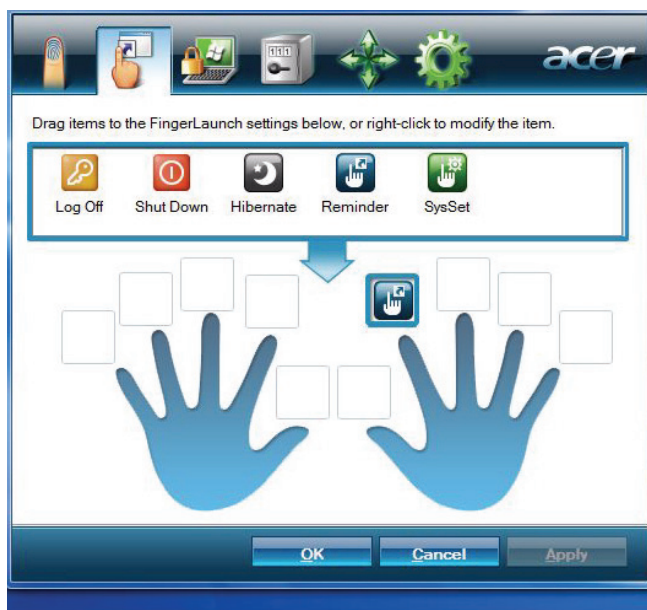 acer
Drag items to the FingerLaunch settings below, or right-click to modify the item.
Log Off Shut Down Hibernate Reminder SysSet
OK Cancel Apply